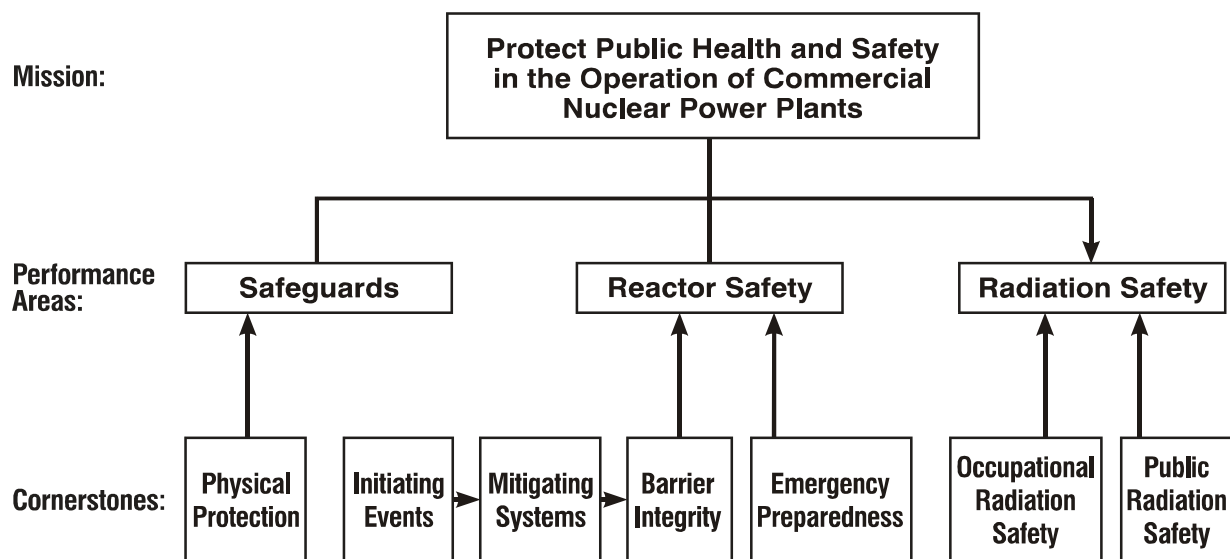 Mission:
Protect Public Health and Safety
in the Operation of Commercial
Nuclear Power Plants
Performance
Areas:
Safeguards
Reactor Safety
Radiation Safety
Cornerstones:
Physical
Protection
Initiating
Events
Mitigating
Systems
Barrier
Integrity
Emergency
Preparedness
Occupational
Radiation
Safety
Public
Radiation
Safety